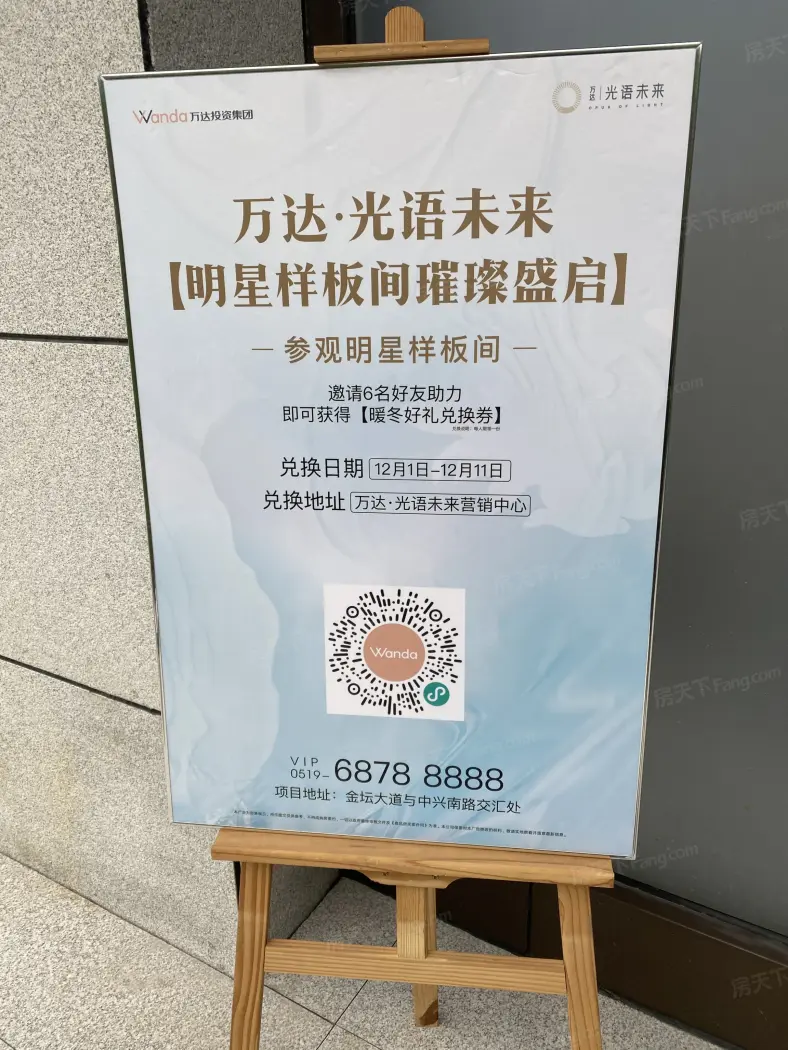 Wanda 万达投资集团
万达 光语未来
OPUS OF LIGHT
万达·光语未来
【明星样板间璀璨盛启】
— 参观明星样板间 —
邀请6名好友助力
即可获得【暖冬好礼兑换券】
兑换日期 12月1日-12月11日
兑换地址 万达·光语未来营销中心
Wanda
VIP
0519- 6878 8888
项目地址：金坛大道与中兴南路交汇处
房天下 Fang.com